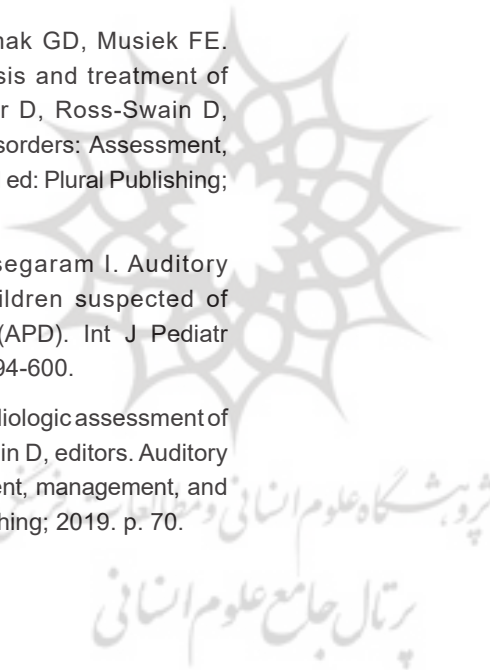 nak GD, Musiek FE.
sis and treatment of
r D, Ross-Swain D,
sorders: Assessment,
ed: Plural Publishing;
segaram I. Auditory
ildren suspected of
(APD). Int J Pediatr
94-600.
diologic assessment of
in D, editors. Auditory
ent, management, and
hing; 2019. p. 70.
پژوهشگاه علوم انسانی و مطالعات فرهنگی
پرتال جامع علوم انسانی